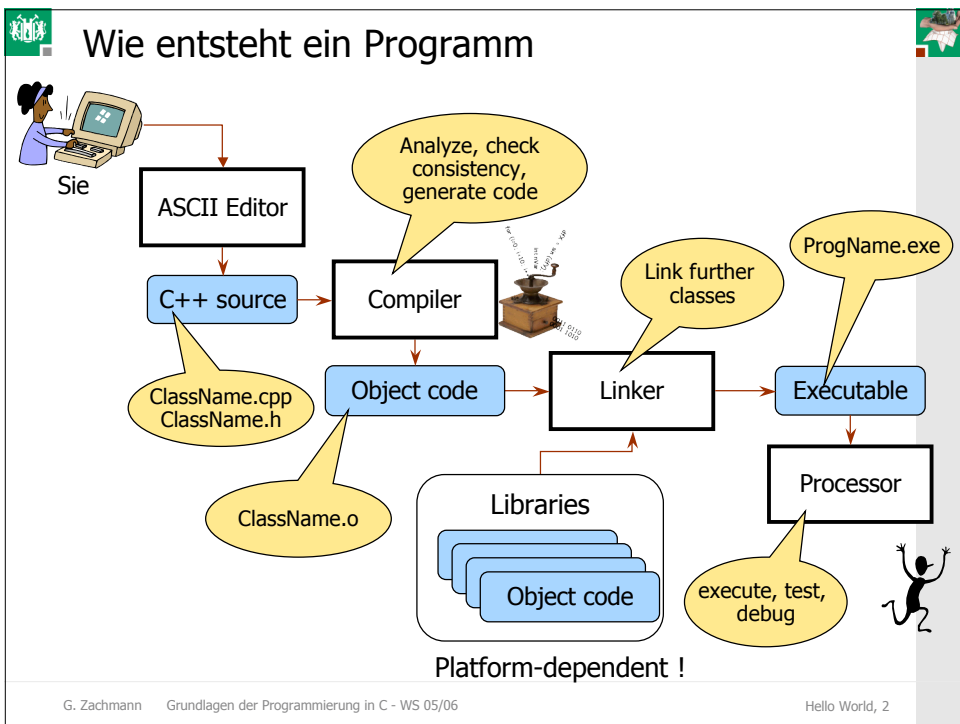 Wie entsteht ein Programm
Sie
ASCII Editor
Analyze, check
consistency,
generate code
C++ source
Compiler
Link further
classes
ProgName.exe
ClassName.cpp
ClassName.h
Object code
Linker
Executable
ClassName.o
Libraries
Object code
Processor
execute, test,
debug
Platform-dependent !
G. Zachmann Grundlagen der Programmierung in C - WS 05/06
Hello World, 2